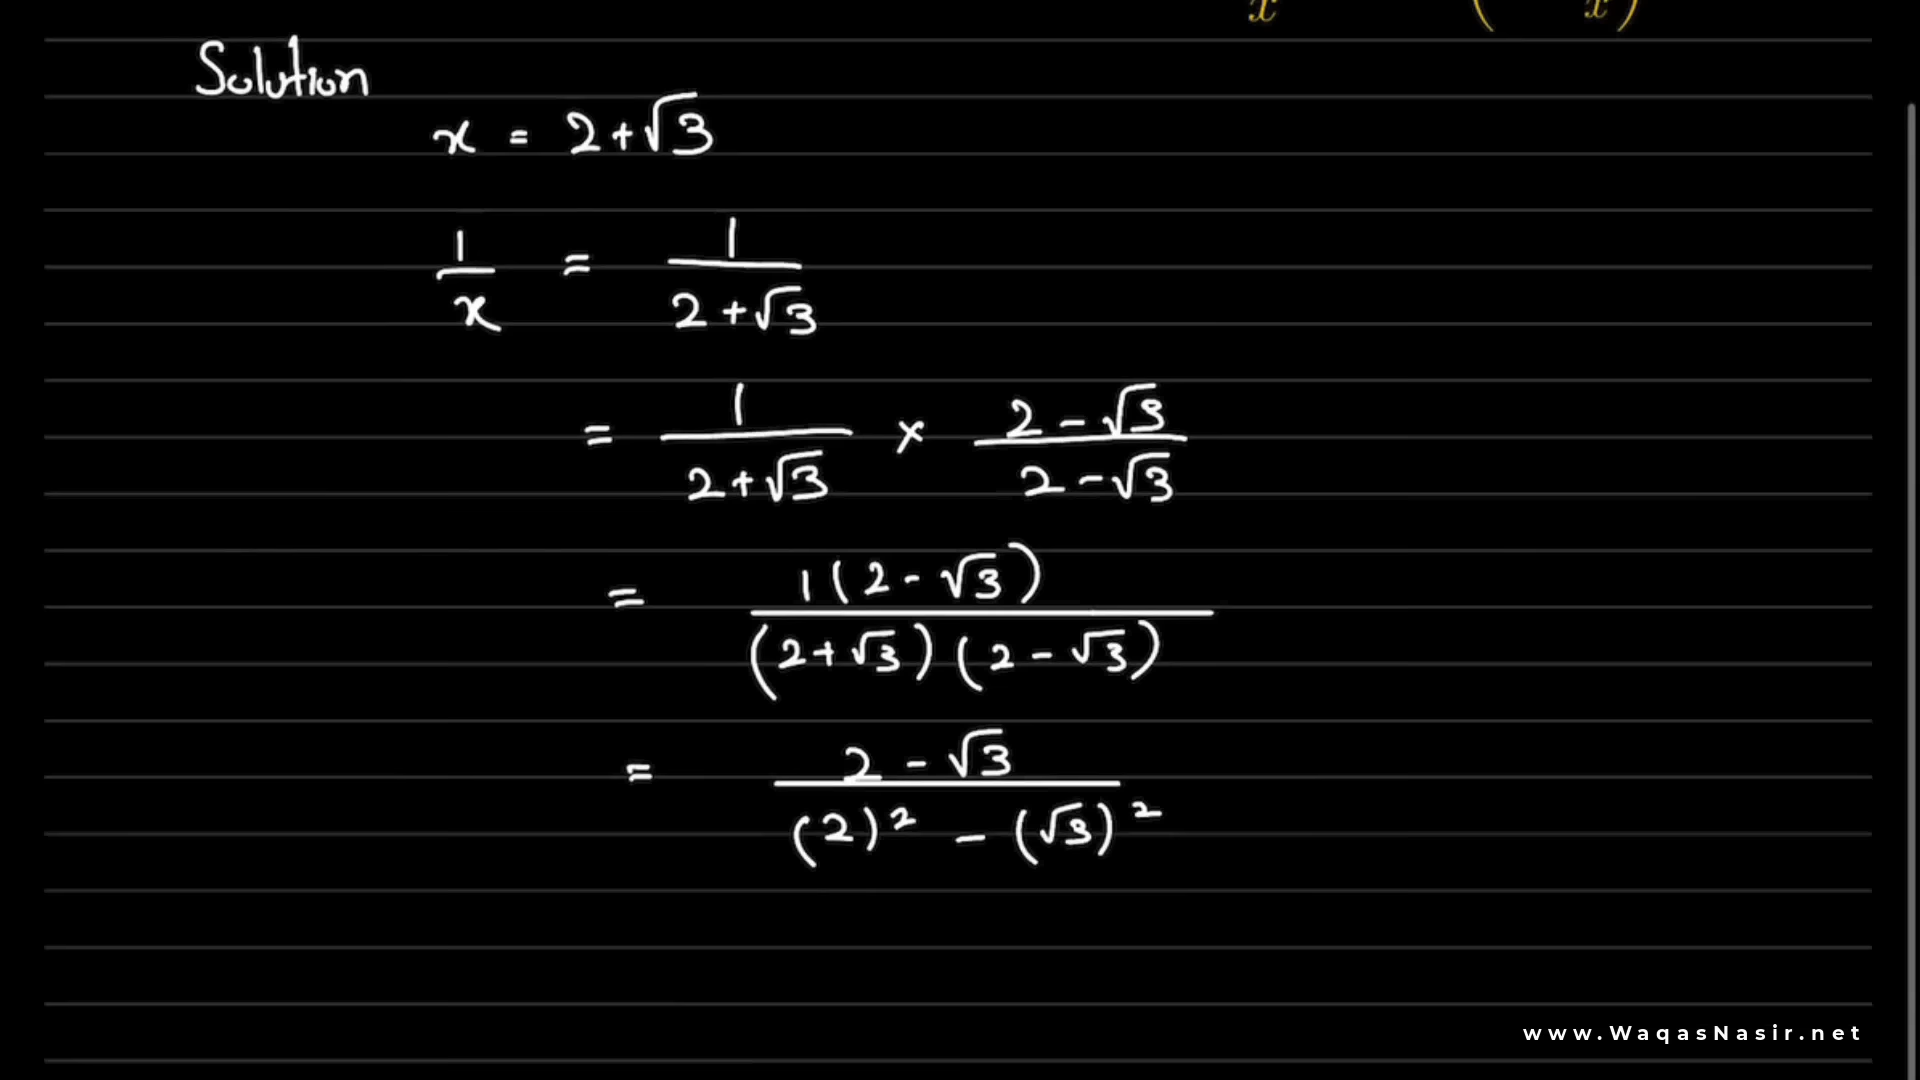 x ( x )
Solution
x = 2+√3
1/x = 1/(2+√3)
= 1/(2+√3) × (2-√3)/(2-√3)
= 1(2-√3)/(2+√3)(2-√3)
= (2-√3)/((2)² - (√3)²)
www.WaqasNasir.net